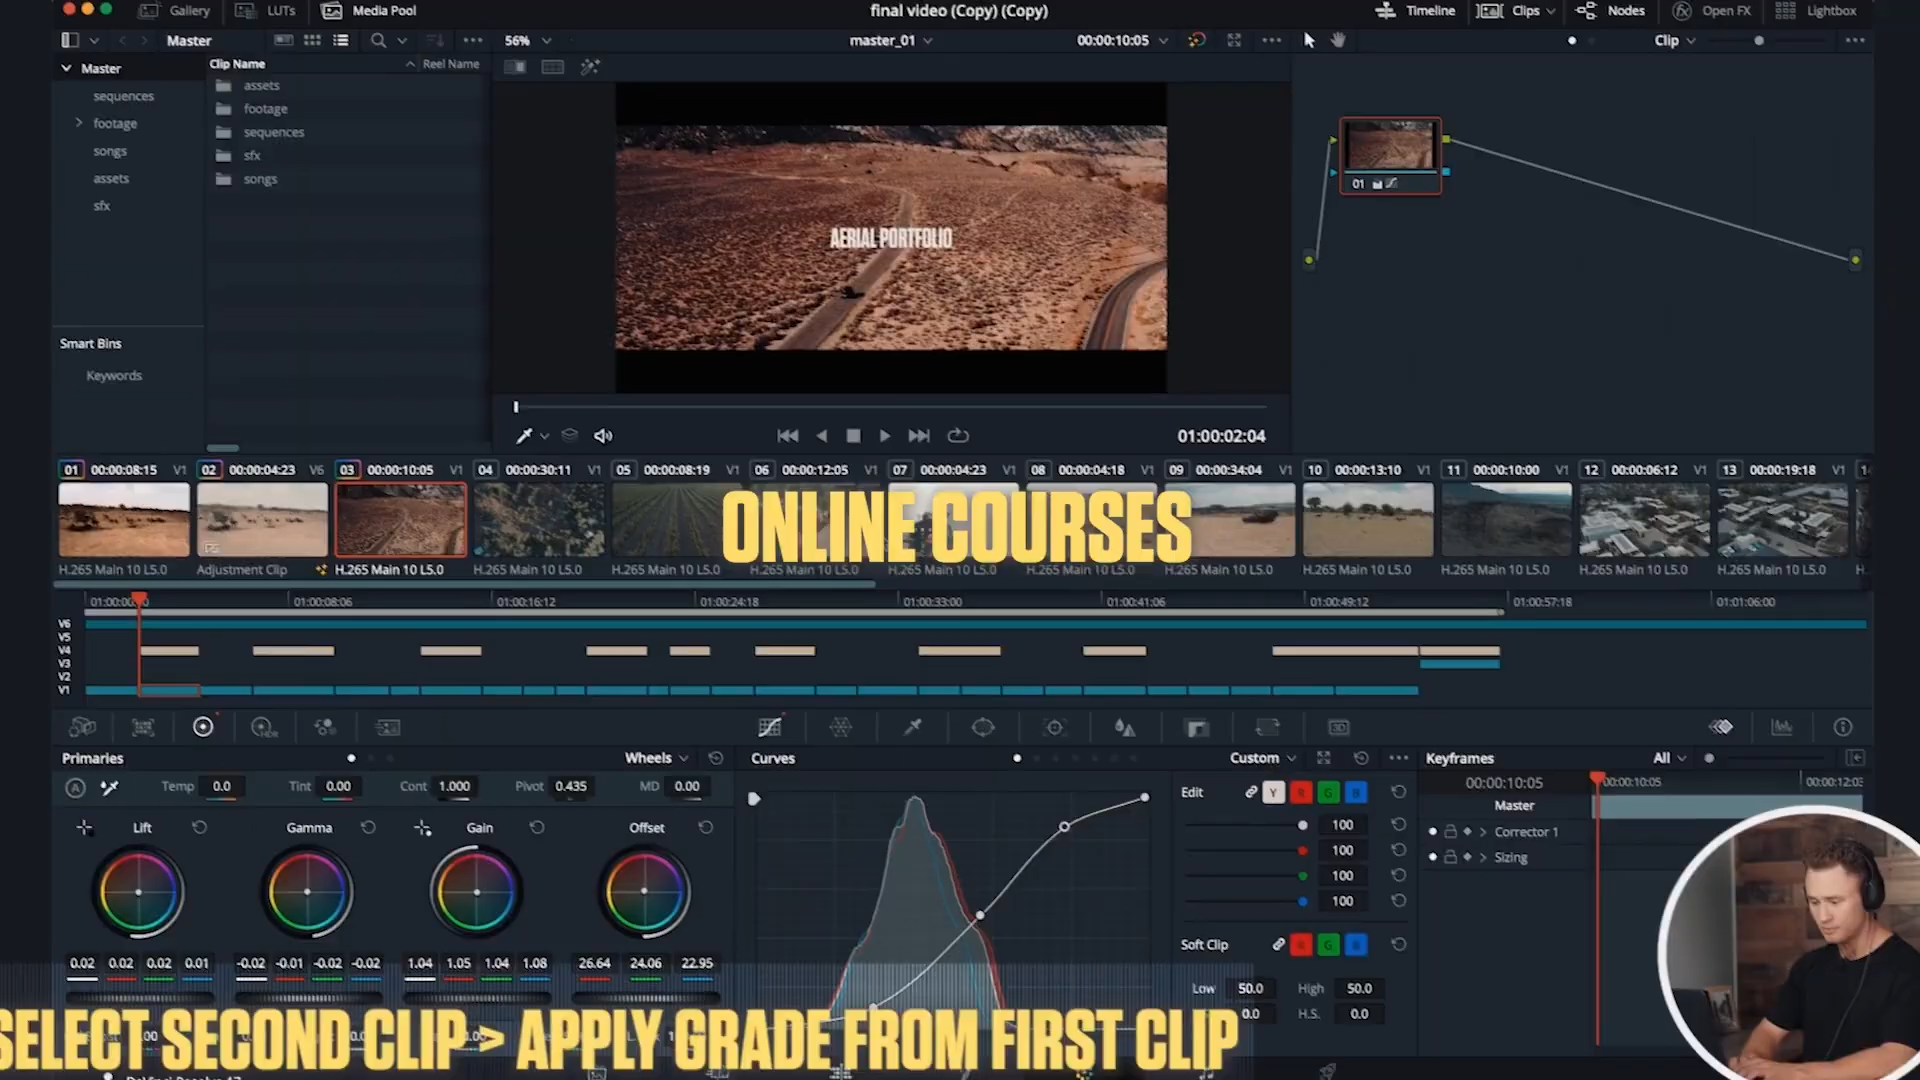 Gallery LUTs Media Pool final video (Copy) (Copy) Timeline Clips Nodes Open FX Lightbox
Master 56% master_01 00:00:10:05 Clip
Master Clip Name Reel Name
sequences
footage
songs
assets
sfx
assets
footage
sequences
sfx
songs
Smart Bins
Keywords
AERIAL PORTFOLIO
01:00:02:04
01
01 00:00:08:15 V1 02 00:00:04:23 V6 03 00:00:10:05 V1 04 00:00:30:11 V1 05 00:00:08:19 V1 06 00:00:12:05 V1 07 00:00:04:23 V1 08 00:00:04:18 V1 09 00:00:34:04 V1 10 00:00:13:10 V1 11 00:00:10:00 V1 12 00:00:06:12 V1 13 00:00:19:18 V1
ONLINE COURSES
H.265 Main 10 L5.0 Adjustment Clip H.265 Main 10 L5.0 H.265 Main 10 L5.0 H.265 Main 10 L5.0 H.265 Main 10 L5.0 H.265 Main 10 L5.0 H.265 Main 10 L5.0 H.265 Main 10 L5.0 H.265 Main 10 L5.0 H.265 Main 10 L5.0 H.265 Main 10 L5.0 H.265 Main 10 L5.0
01:00:08:06 01:00:16:12 01:00:24:18 01:00:33:00 01:00:41:06 01:00:49:12 01:00:57:18 01:01:06:00
V6
V5
V4
V3
V2
V1
Primaries Wheels Curves Custom Keyframes All
Temp 0.0 Tint 0.00 Cont 1.000 Pivot 0.435 MD 0.00
Lift Gamma Gain Offset
0.02 0.02 0.02 0.01 -0.02 -0.01 -0.02 -0.02 1.04 1.05 1.04 1.08 26.64 24.06 22.95
Edit Y R G B
100
100
100
100
Soft Clip R G B
Low 50.0 High 50.0
0.0 H.S. 0.0
00:00:10:05 00:00:10:05
Master
Corrector 1
Sizing
SELECT SECOND CLIP > APPLY GRADE FROM FIRST CLIP